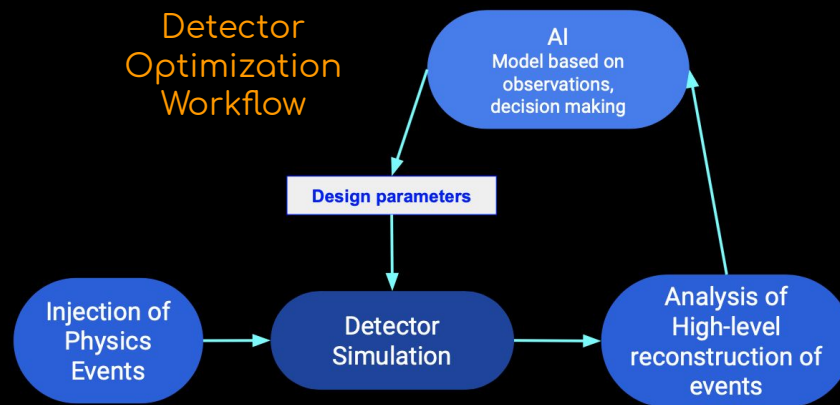 Detector
Optimization
Workflow
AI
Model based on
observations,
decision making
Design parameters
Injection of
Physics
Events
Detector
Simulation
Analysis of
High-level
reconstruction of
events